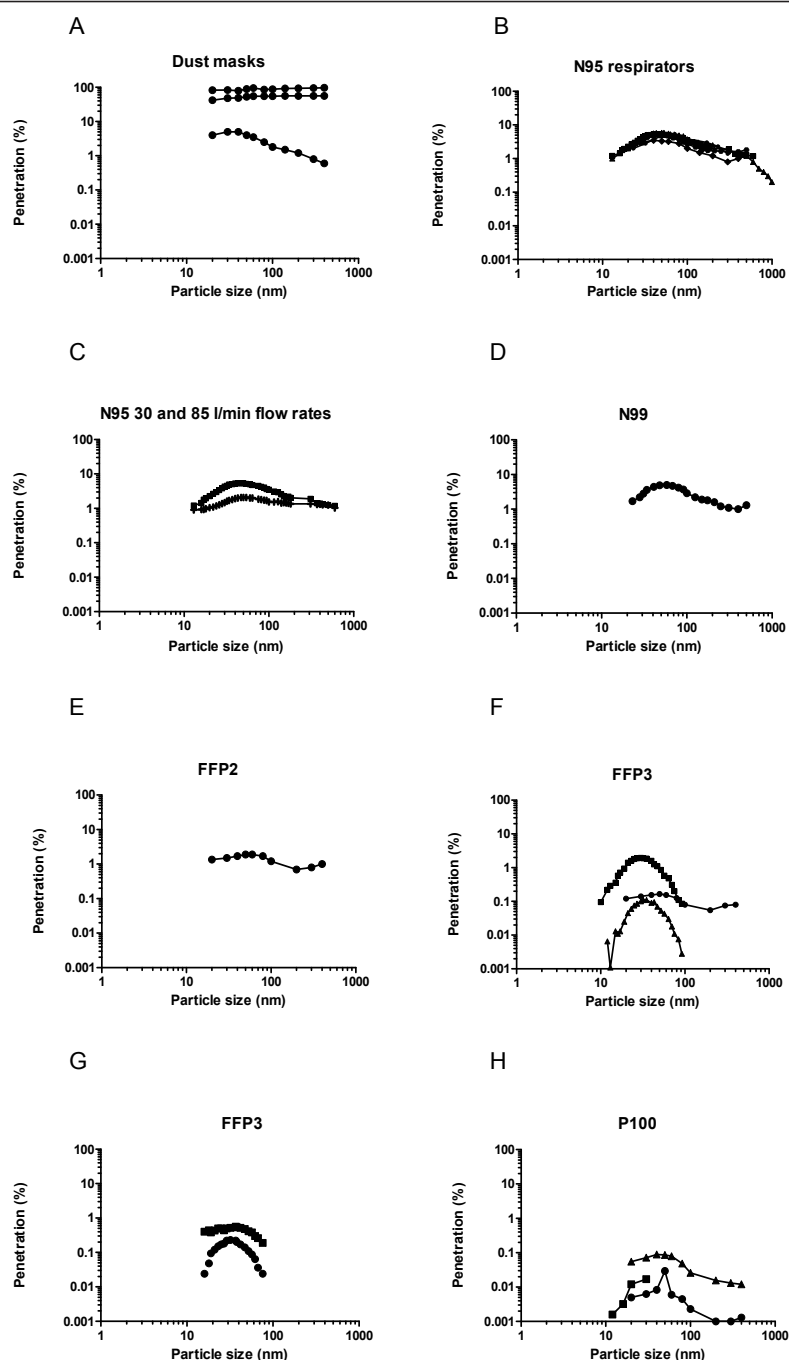 A
Dust masks
Penetration (%)
100
10
1
0.1
0.01
0.001
1 10 100 1000
Particle size (nm)
B
N95 respirators
Penetration (%)
100
10
1
0.1
0.01
0.001
1 10 100 1000
Particle size (nm)
C
N95 30 and 85 l/min flow rates
Penetration (%)
100
10
1
0.1
0.01
0.001
1 10 100 1000
Particle size (nm)
D
N99
Penetration (%)
100
10
1
0.1
0.01
0.001
1 10 100 1000
Particle size (nm)
E
FFP2
Penetration (%)
100
10
1
0.1
0.01
0.001
1 10 100 1000
Particle size (nm)
F
FFP3
Penetration (%)
100
10
1
0.1
0.01
0.001
1 10 100 1000
Particle size (nm)
G
FFP3
Penetration (%)
100
10
1
0.1
0.01
0.001
1 10 100 1000
Particle size (nm)
H
P100
Penetration (%)
100
10
1
0.1
0.01
0.001
1 10 100 1000
Particle size (nm)